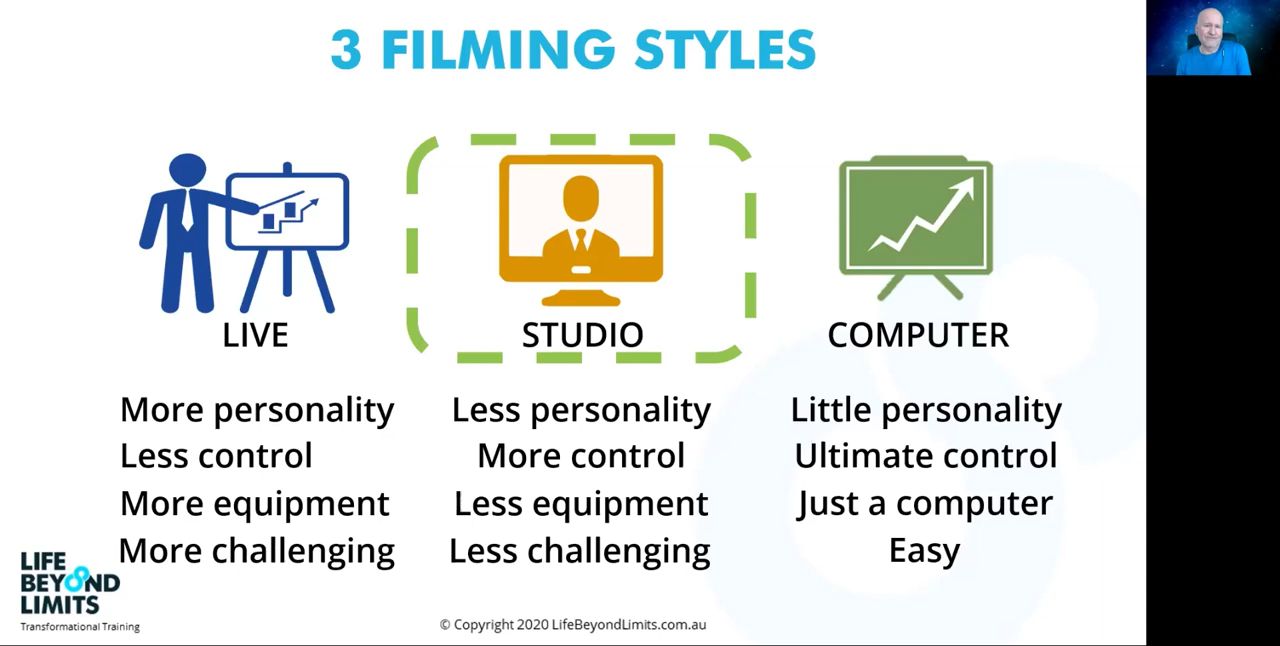 3 FILMING STYLES
LIVE
STUDIO
COMPUTER
More personality
Less control
More equipment
More challenging
Less personality
More control
Less equipment
Less challenging
Little personality
Ultimate control
Just a computer
Easy
LIFE
BEYOND
LIMITS
Transformational Training
© Copyright 2020 LifeBeyondLimits.com.au